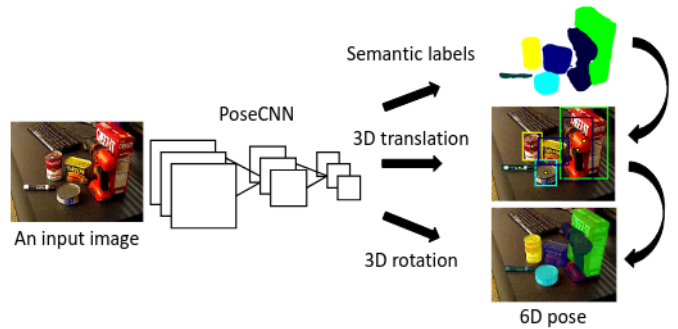 Semantic labels
PoseCNN
3D translation
An input image
3D rotation
6D pose